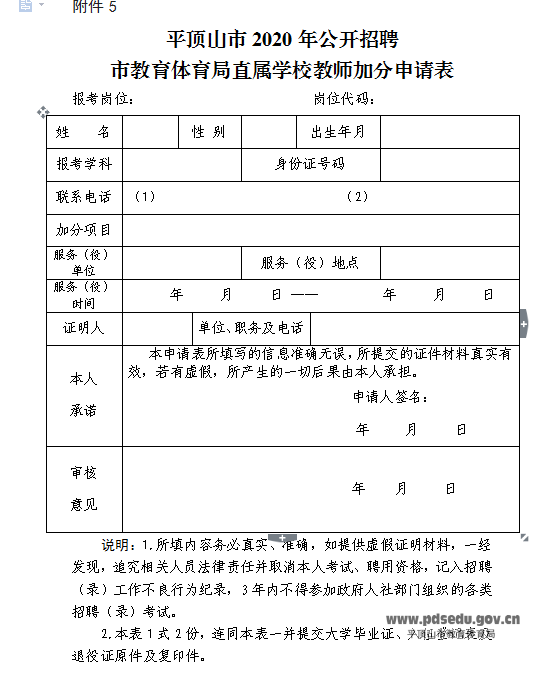 附件 5
平顶山市 2020 年公开招聘
市教育体育局直属学校教师加分申请表
报考岗位： 岗位代码：
姓 名 性 别 出生年月
报考学科 身份证号码
联系电话 （1） （2）
加分项目
服务（役）单位 服务（役）地点
服务（役）时间 年 月 日 —— 年 月 日
证明人 单位、职务及电话
本申请表所填写的信息准确无误，所提交的证件材料真实有
效，若有虚假，所产生的一切后果由本人承担。
本人
承诺
申请人签名：
年 月 日
审核
意见
年 月 日
说明：1.所填内容务必真实、准确，如提供虚假证明材料，一经
发现，追究相关人员法律责任并取消本人考试、聘用资格，记入招聘
（录）工作不良行为纪录，3 年内不得参加政府人社部门组织的各类
招聘（录）考试。
www.pdsedu.gov.cn
平顶山市教育体育局
2.本表 1 式 2 份，连同本表一并提交大学毕业证、
退役证原件及复印件。